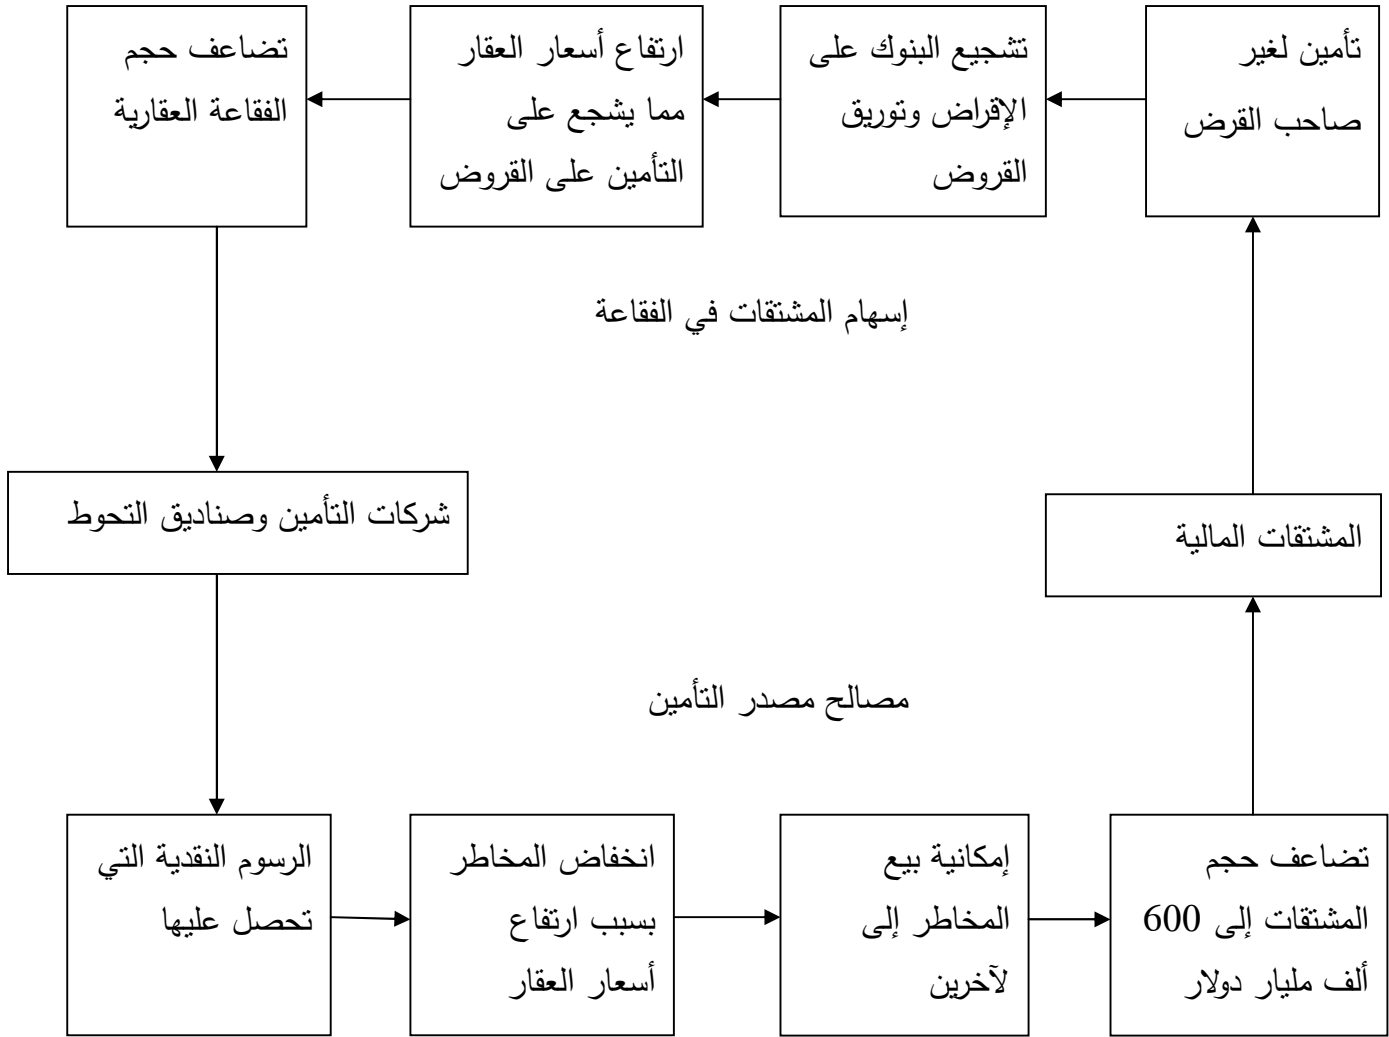 تأمين لغير
صاحب القرض
تشجيع البنوك على
الإقراض وتوريق
القروض
ارتفاع أسعار العقار
مما يشجع على
التأمين على القروض
تضاعف حجم
الفقاعة العقارية
إسهام المشتقات في الفقاعة
شركات التأمين وصناديق التحوط
المشتقات المالية
مصالح مصدر التأمين
الرسوم النقدية التي
تحصل عليها
انخفاض المخاطر
بسبب ارتفاع
أسعار العقار
إمكانية بيع
المخاطر إلى
لآخرين
تضاعف حجم
المشتقات إلى 600
ألف مليار دولار